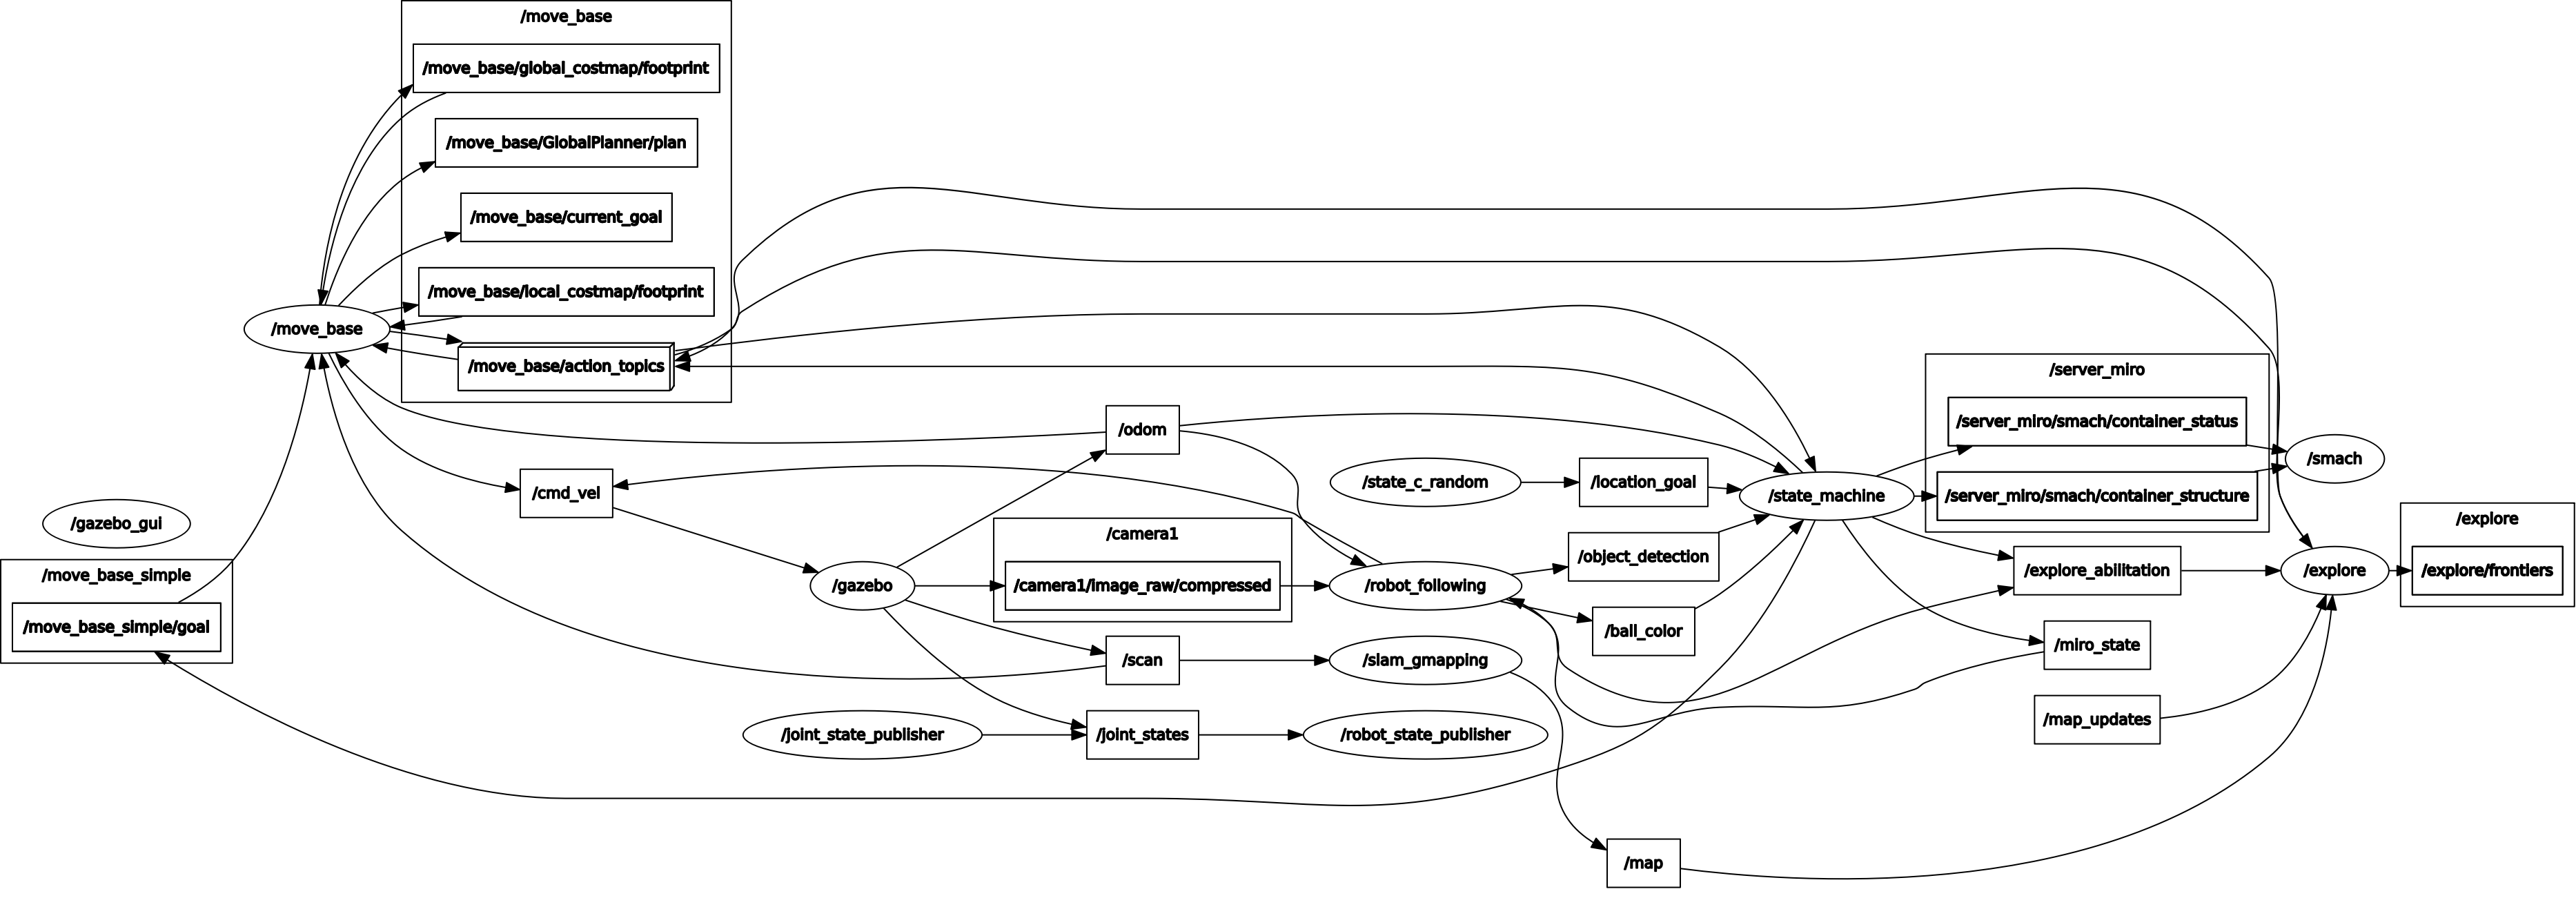 /move_base
/move_base/global_costmap/footprint
/move_base/GlobalPlanner/plan
/move_base/current_goal
/move_base/local_costmap/footprint
/move_base
/move_base/action_topics
/server_miro
/server_miro/smach/container_status
/server_miro/smach/container_structure
/odom
/smach
/state_c_random
/location_goal
/state_machine
/cmd_vel
/gazebo_gui
/explore
/explore/frontiers
/camera1
/camera1/image_raw/compressed
/object_detection
/explore_abilitation
/explore
/move_base_simple
/move_base_simple/goal
/gazebo
/robot_following
/ball_color
/miro_state
/scan
/slam_gmapping
/map_updates
/joint_state_publisher
/joint_states
/robot_state_publisher
/map